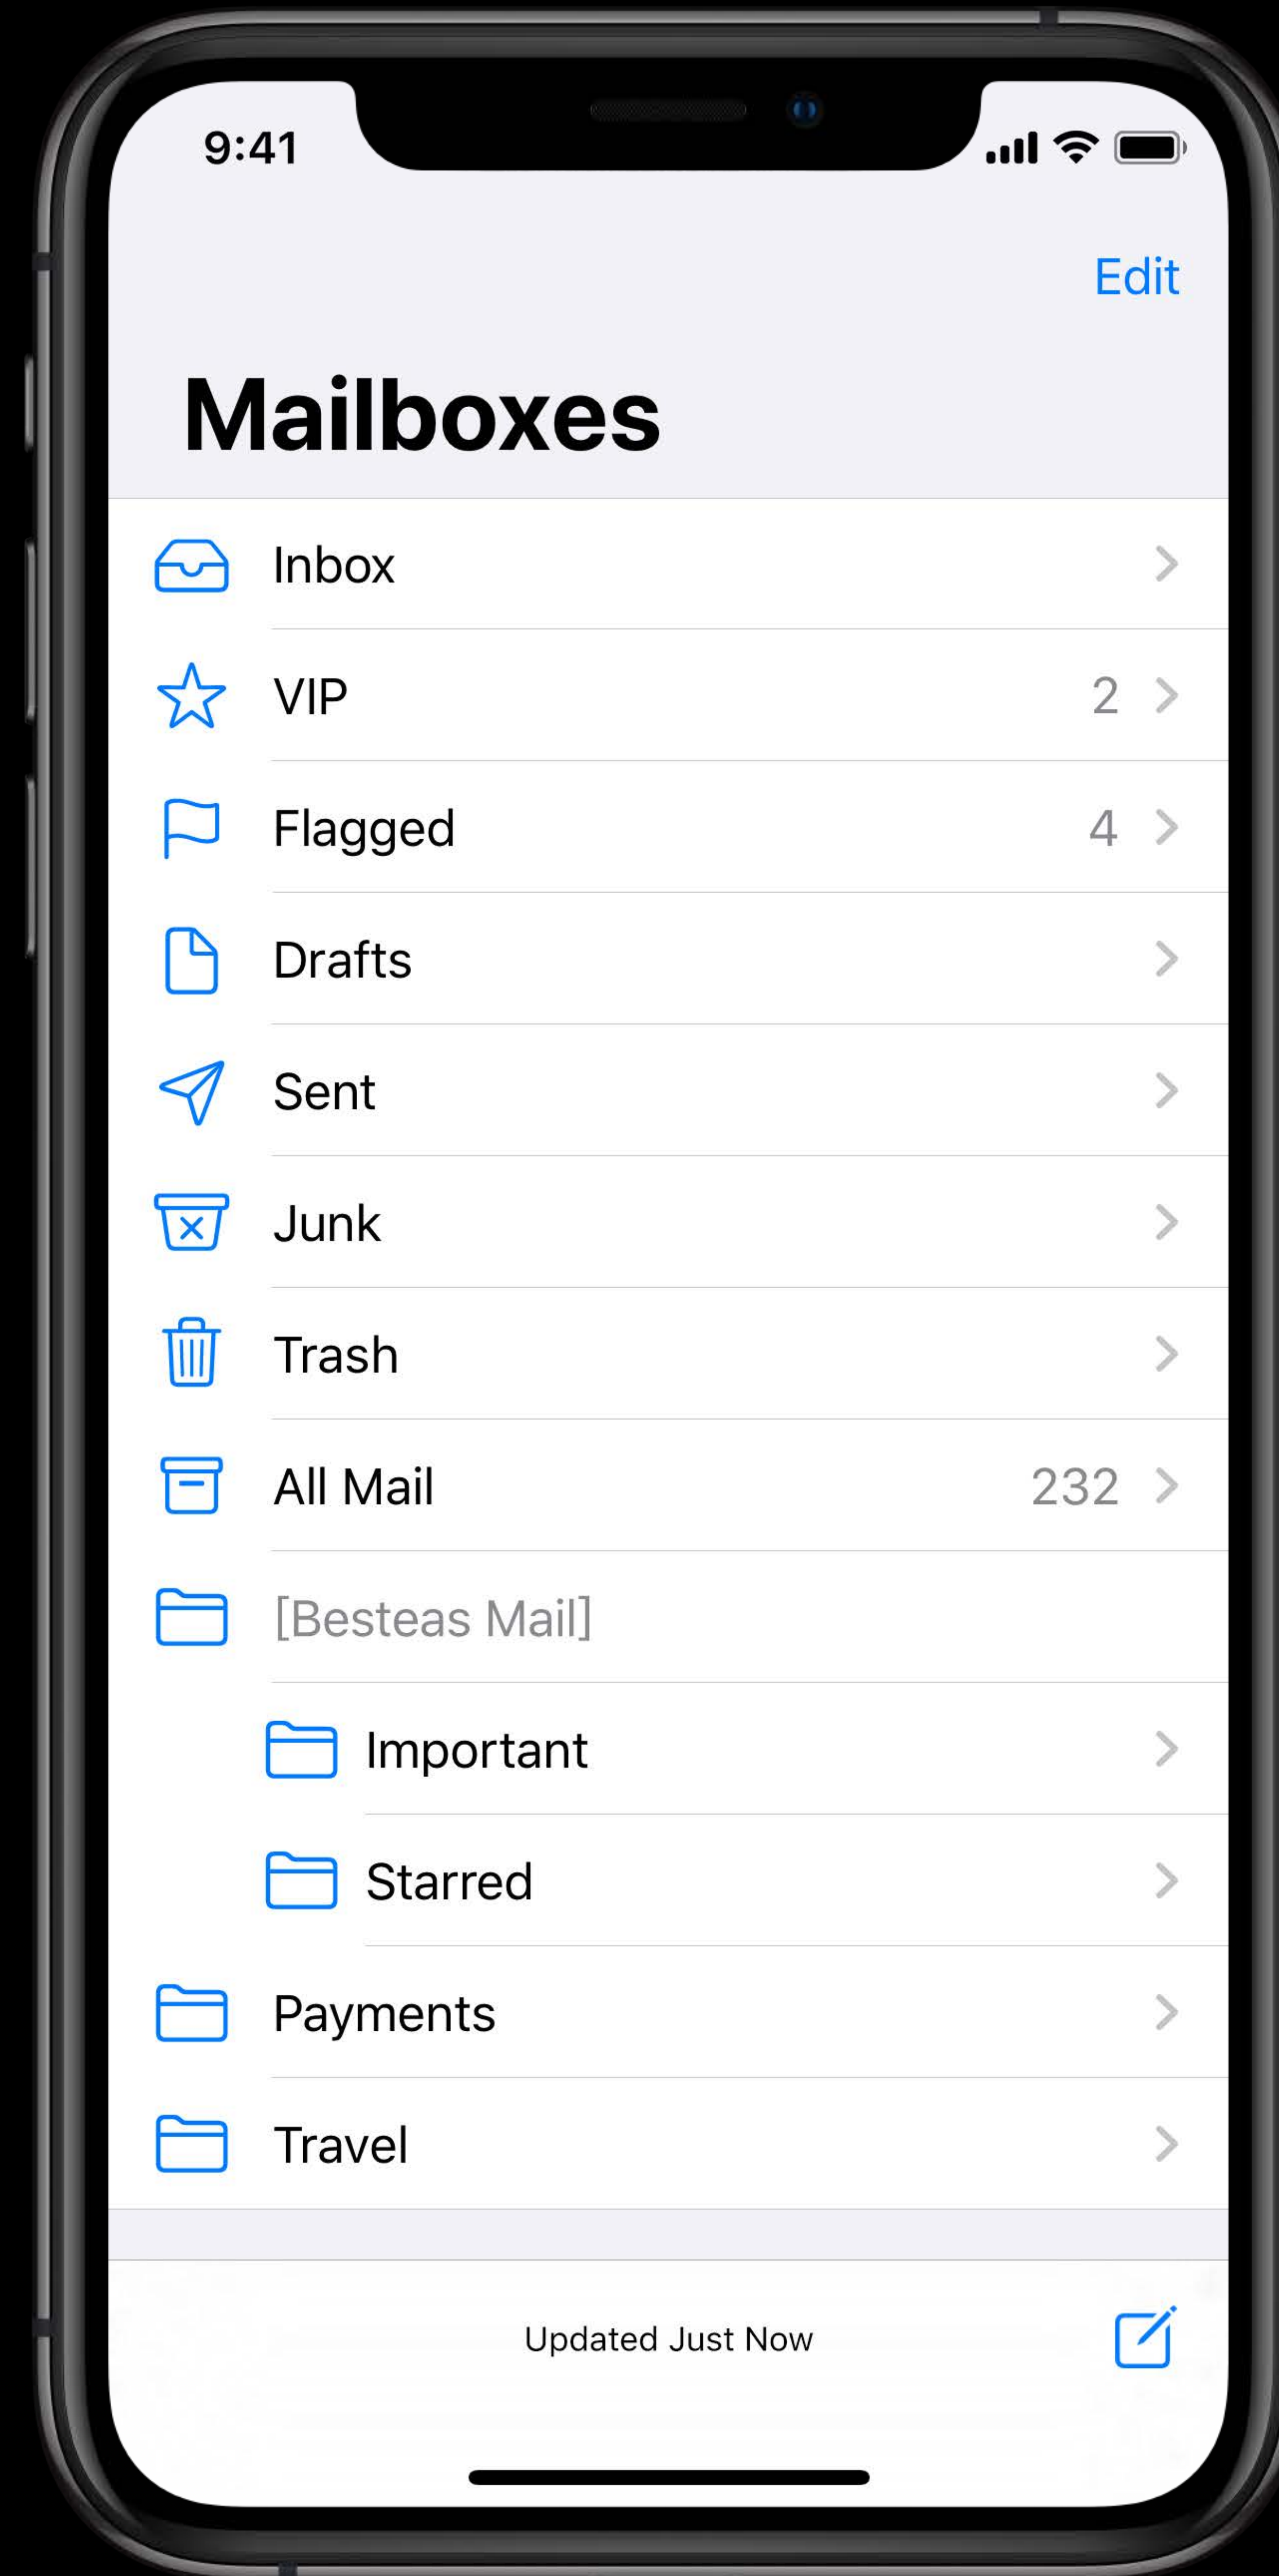 9:41
Edit
Mailboxes
Inbox
VIP 2
Flagged 4
Drafts
Sent
Junk
Trash
All Mail 232
[Besteas Mail]
Important
Starred
Payments
Travel
Updated Just Now